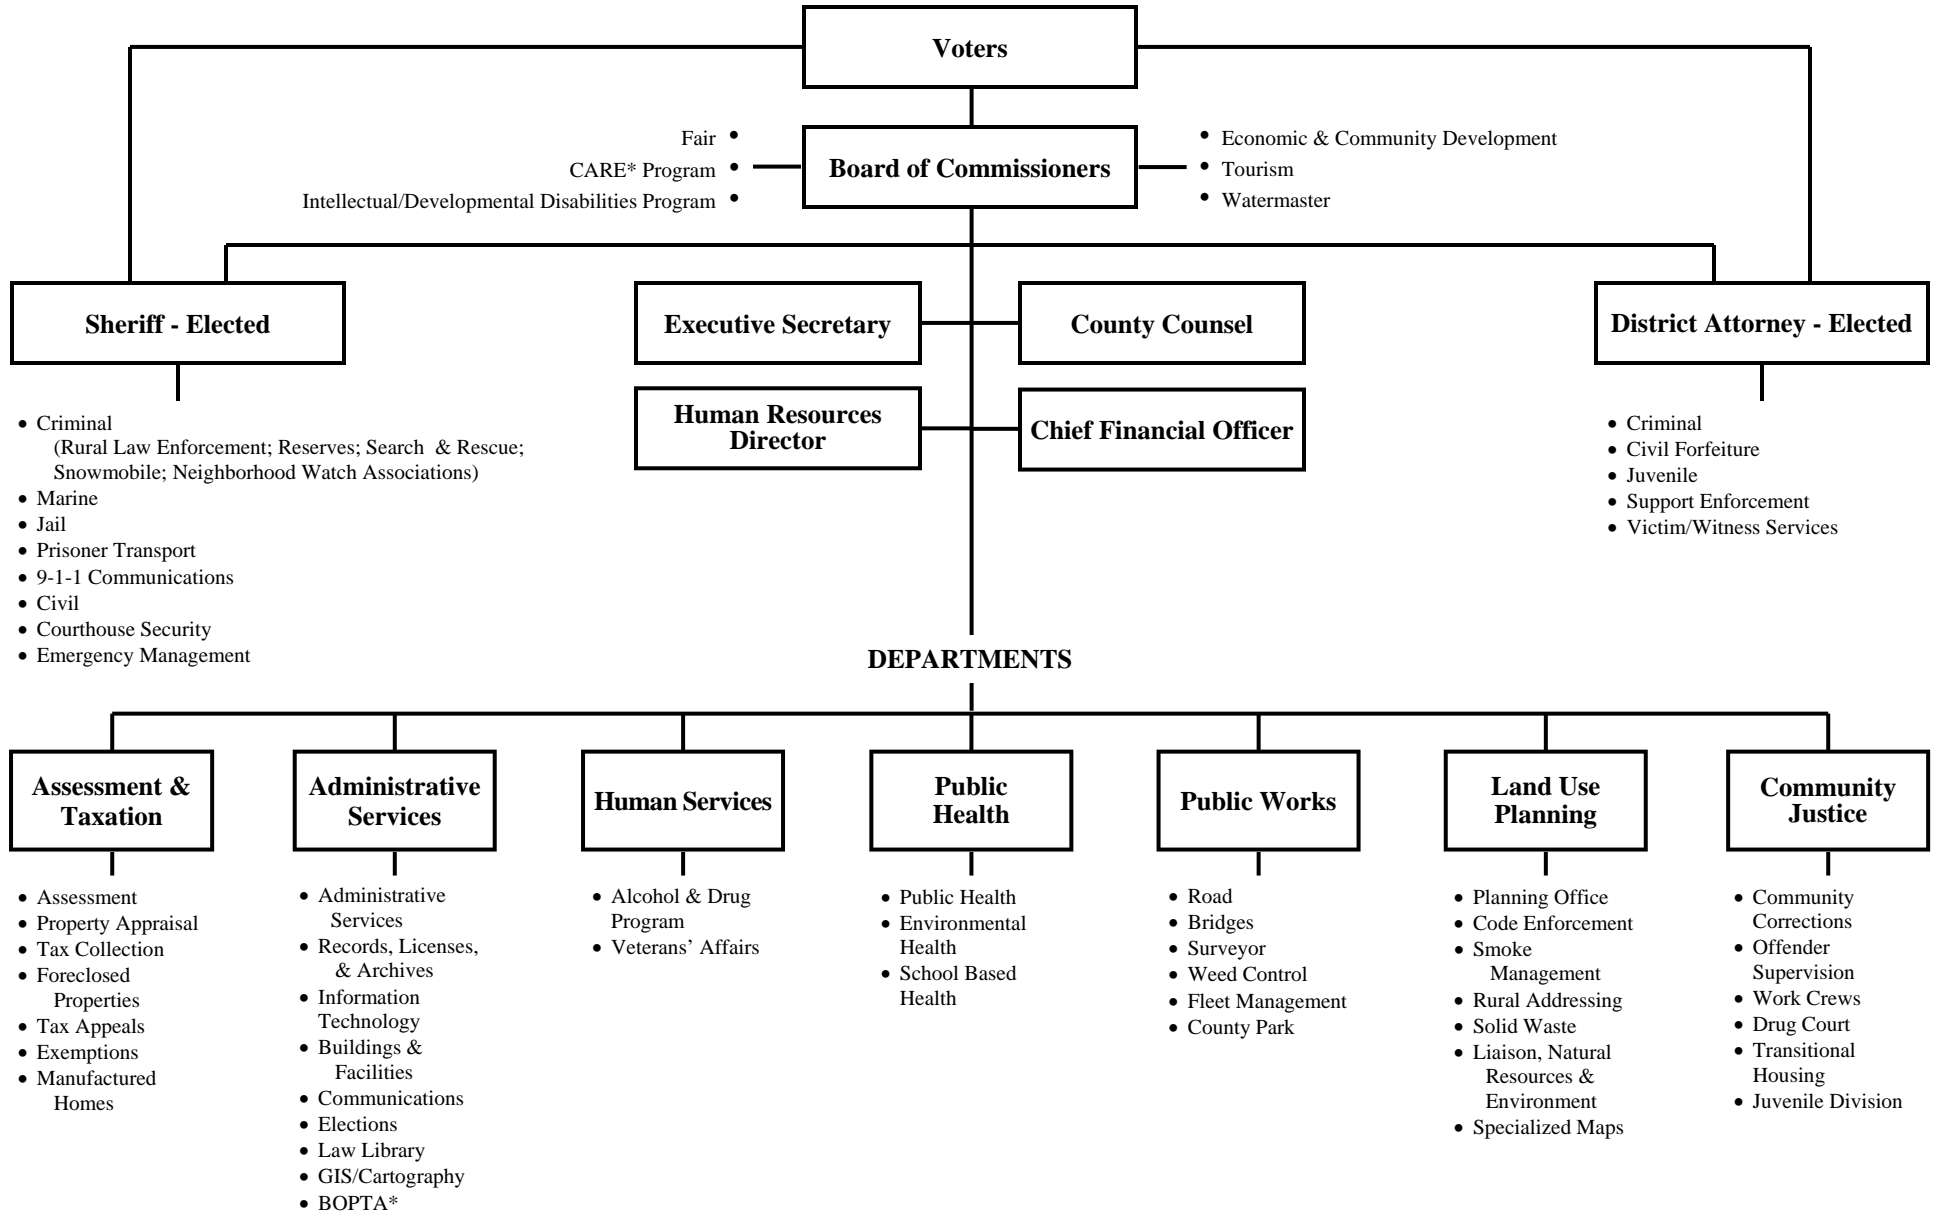 Voters
Fair •
CARE* Program •
Intellectual/Developmental Disabilities Program •
Board of Commissioners
• Economic & Community Development
• Tourism
• Watermaster
Sheriff - Elected
Executive Secretary
County Counsel
District Attorney - Elected
Human Resources
Director
Chief Financial Officer
• Criminal
(Rural Law Enforcement; Reserves; Search & Rescue;
Snowmobile; Neighborhood Watch Associations)
• Marine
• Jail
• Prisoner Transport
• 9-1-1 Communications
• Civil
• Courthouse Security
• Emergency Management
• Criminal
• Civil Forfeiture
• Juvenile
• Support Enforcement
• Victim/Witness Services
DEPARTMENTS
Assessment &
Taxation
• Assessment
• Property Appraisal
• Tax Collection
• Foreclosed
Properties
• Tax Appeals
• Exemptions
• Manufactured
Homes
Administrative
Services
• Administrative
Services
• Records, Licenses,
& Archives
• Information
Technology
• Buildings &
Facilities
• Communications
• Elections
• Law Library
• GIS/Cartography
• BOPTA*
Human Services
• Alcohol & Drug
Program
• Veterans’ Affairs
Public
Health
• Public Health
• Environmental
Health
• School Based
Health
Public Works
• Road
• Bridges
• Surveyor
• Weed Control
• Fleet Management
• County Park
Land Use
Planning
• Planning Office
• Code Enforcement
• Smoke
Management
• Rural Addressing
• Solid Waste
• Liaison, Natural
Resources &
Environment
• Specialized Maps
Community
Justice
• Community
Corrections
• Offender
Supervision
• Work Crews
• Drug Court
• Transitional
Housing
• Juvenile Division